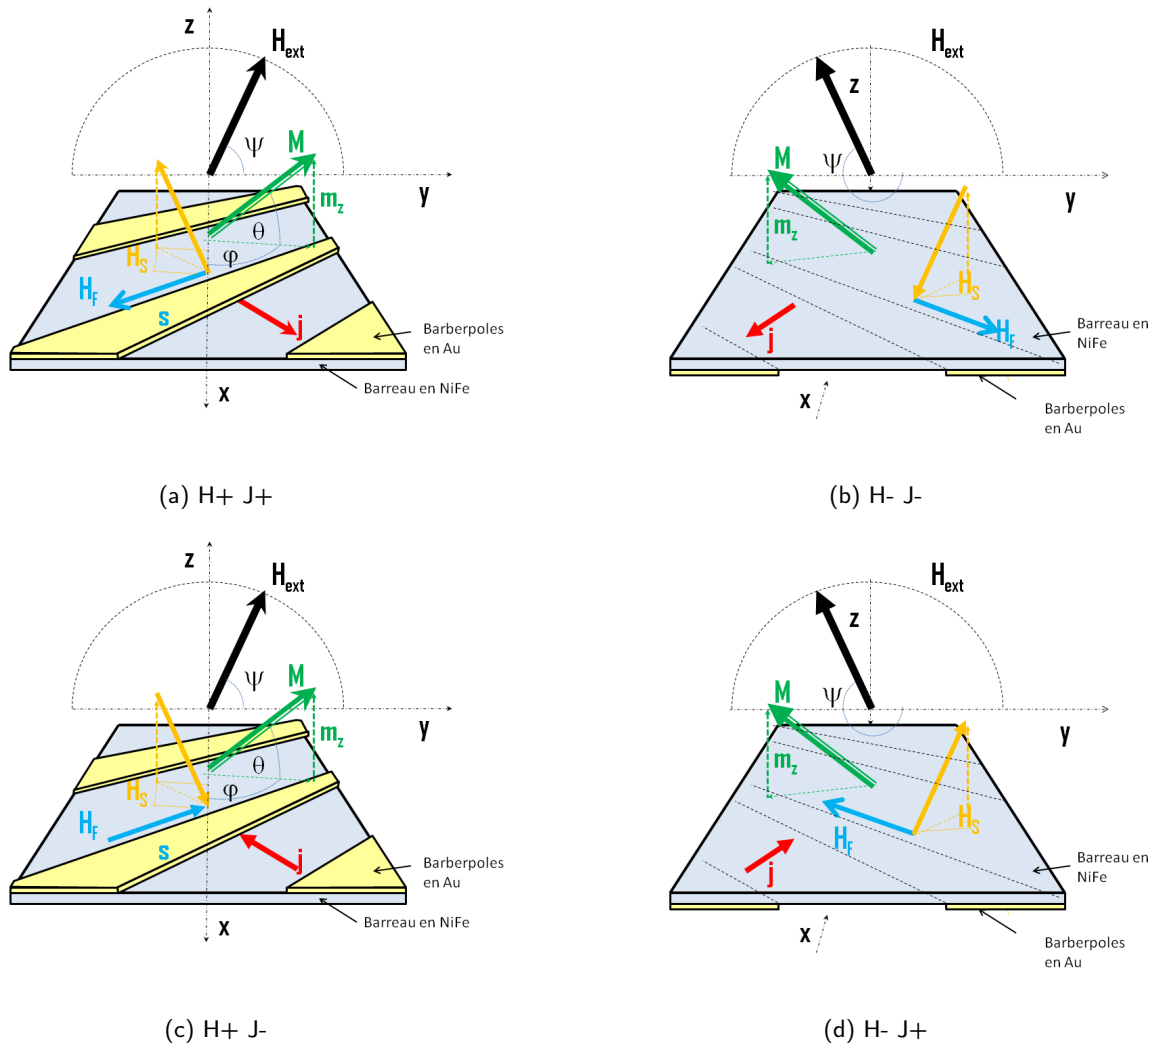 z
H_ext
ψ
M
y
m_z
θ
H_S
φ
H_F
s
j
Barberpoles
en Au
x
Barreau en NiFe
(a) H+ J+
H_ext
z
ψ
M
y
m_z
H_S
H_F
j
Barreau en
NiFe
x
Barberpoles
en Au
(b) H- J-
z
H_ext
ψ
M
y
m_z
θ
H_S
φ
H_F
s
j
Barberpoles
en Au
x
Barreau en NiFe
(c) H+ J-
H_ext
z
ψ
M
y
m_z
H_S
H_F
j
Barreau en
NiFe
x
Barberpoles
en Au
(d) H- J+